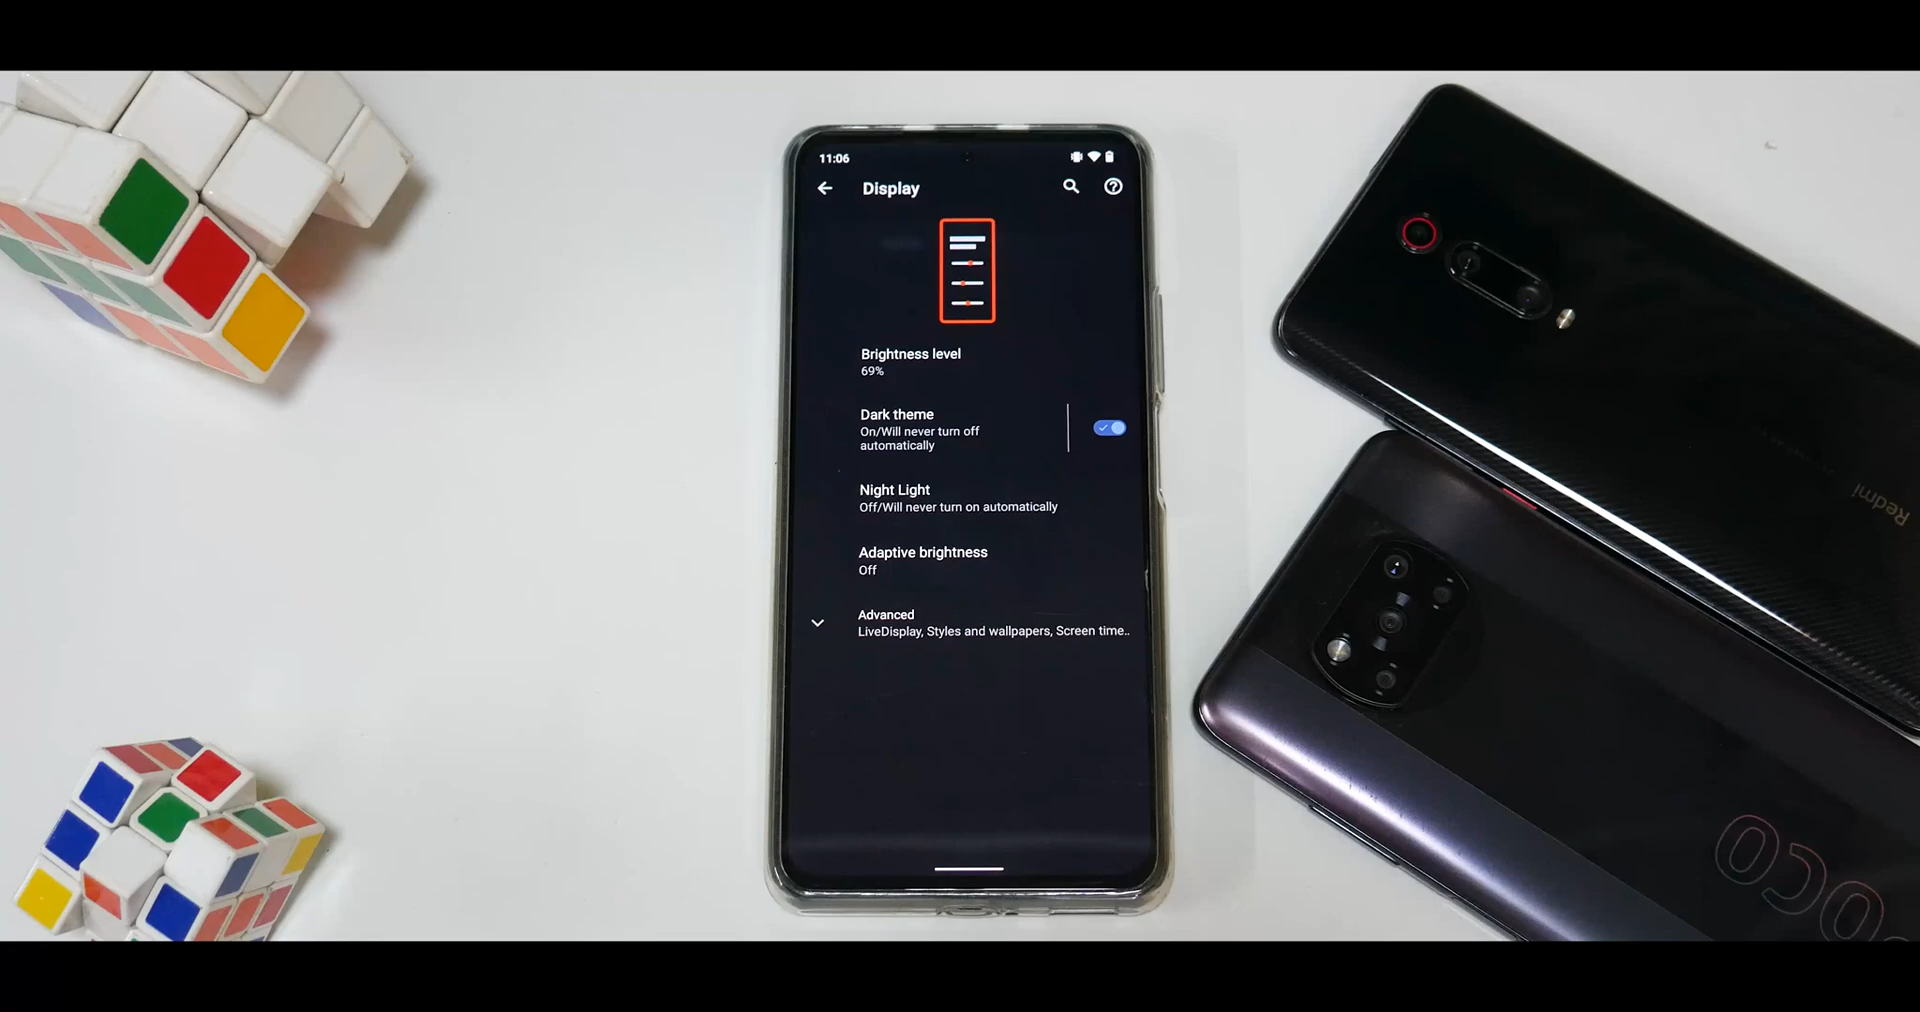 11:06
Display
Brightness level
69%
Dark theme
On/Will never turn off
automatically
Night Light
Off/Will never turn on automatically
Adaptive brightness
Off
Advanced
LiveDisplay, Styles and wallpapers, Screen time..
Redmi
POCO